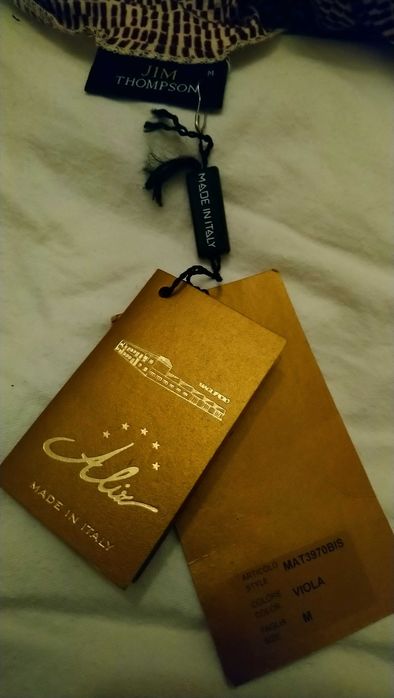 JIM M
THOMPSON
MADE IN ITALY
Alix
MADE IN ITALY
ARTICOLO
STYLE MAT3970BIS
COLORE
COLOR VIOLA
TAGLIA
SIZE M